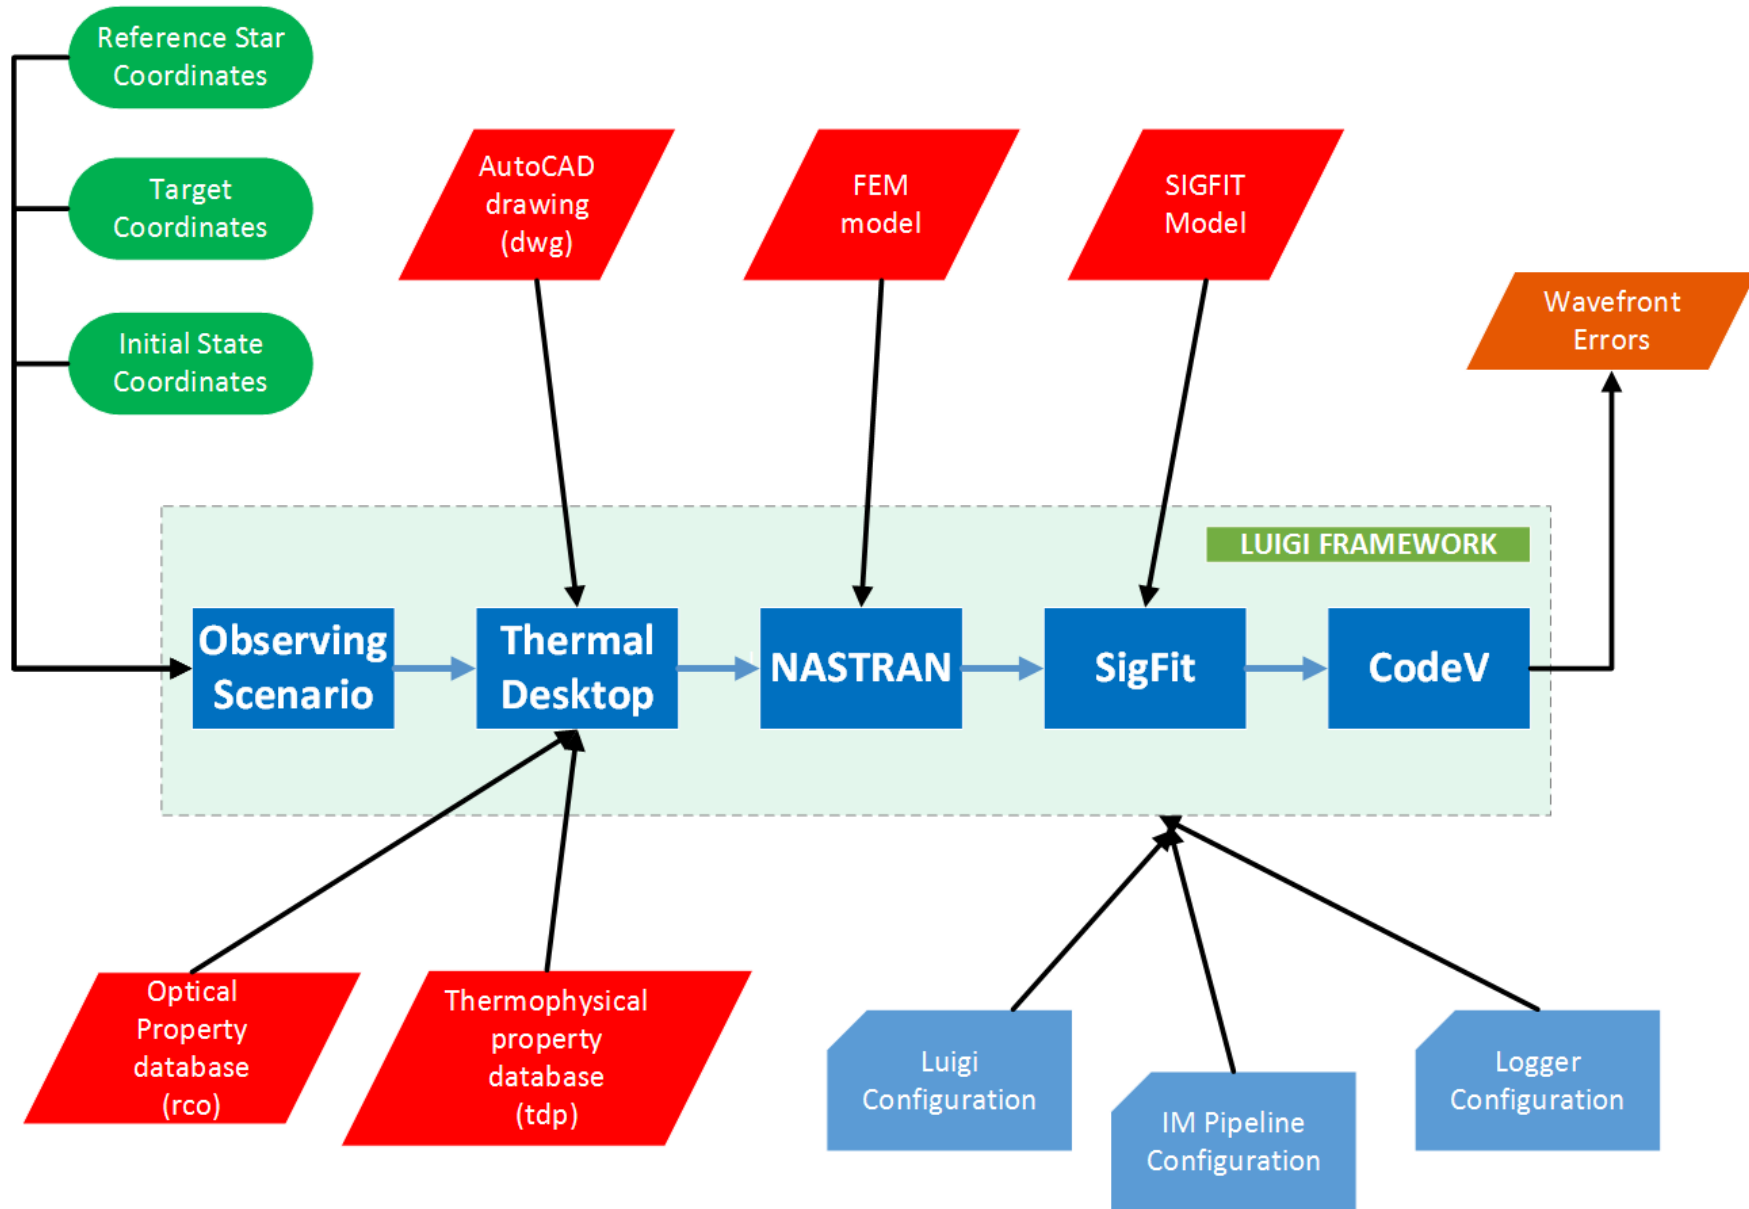 Reference Star
Coordinates
Target
Coordinates
Initial State
Coordinates
AutoCAD
drawing
(dwg)
FEM
model
SIGFIT
Model
Wavefront
Errors
LUIGI FRAMEWORK
Observing
Scenario
Thermal
Desktop
NASTRAN
SigFit
CodeV
Optical
Property
database
(rco)
Thermophysical
property
database
(tdp)
Luigi
Configuration
IM Pipeline
Configuration
Logger
Configuration